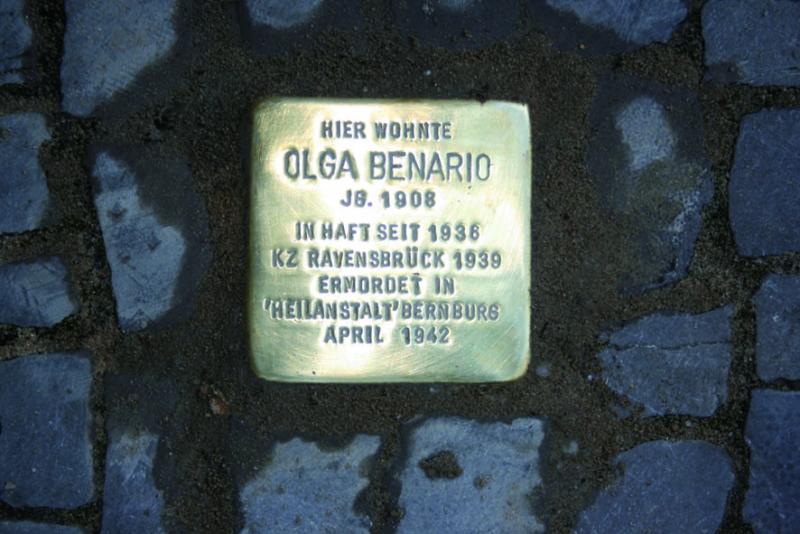 HIER WOHNTE
OLGA BENARIO
JG. 1908
IN HAFT SEIT 1936
KZ RAVENSBRÜCK 1939
ERMORDET IN
'HEILANSTALT' BERNBURG
APRIL 1942